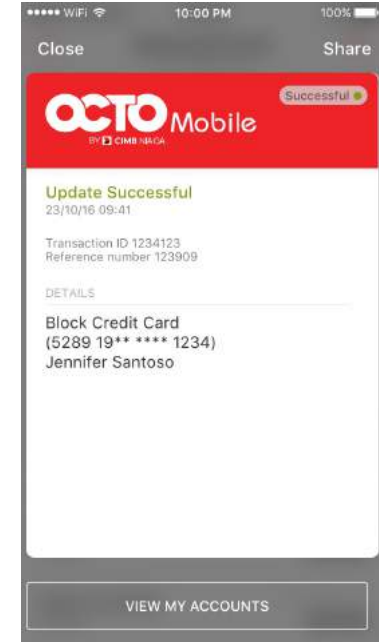 WiFi 10:00 PM 100%
Close Share
Successful
OCTO Mobile
BY CIMB NIAGA
Update Successful
23/10/16 09:41
Transaction ID 1234123
Reference number 123909
DETAILS
Block Credit Card
(5289 19** **** 1234)
Jennifer Santoso
VIEW MY ACCOUNTS